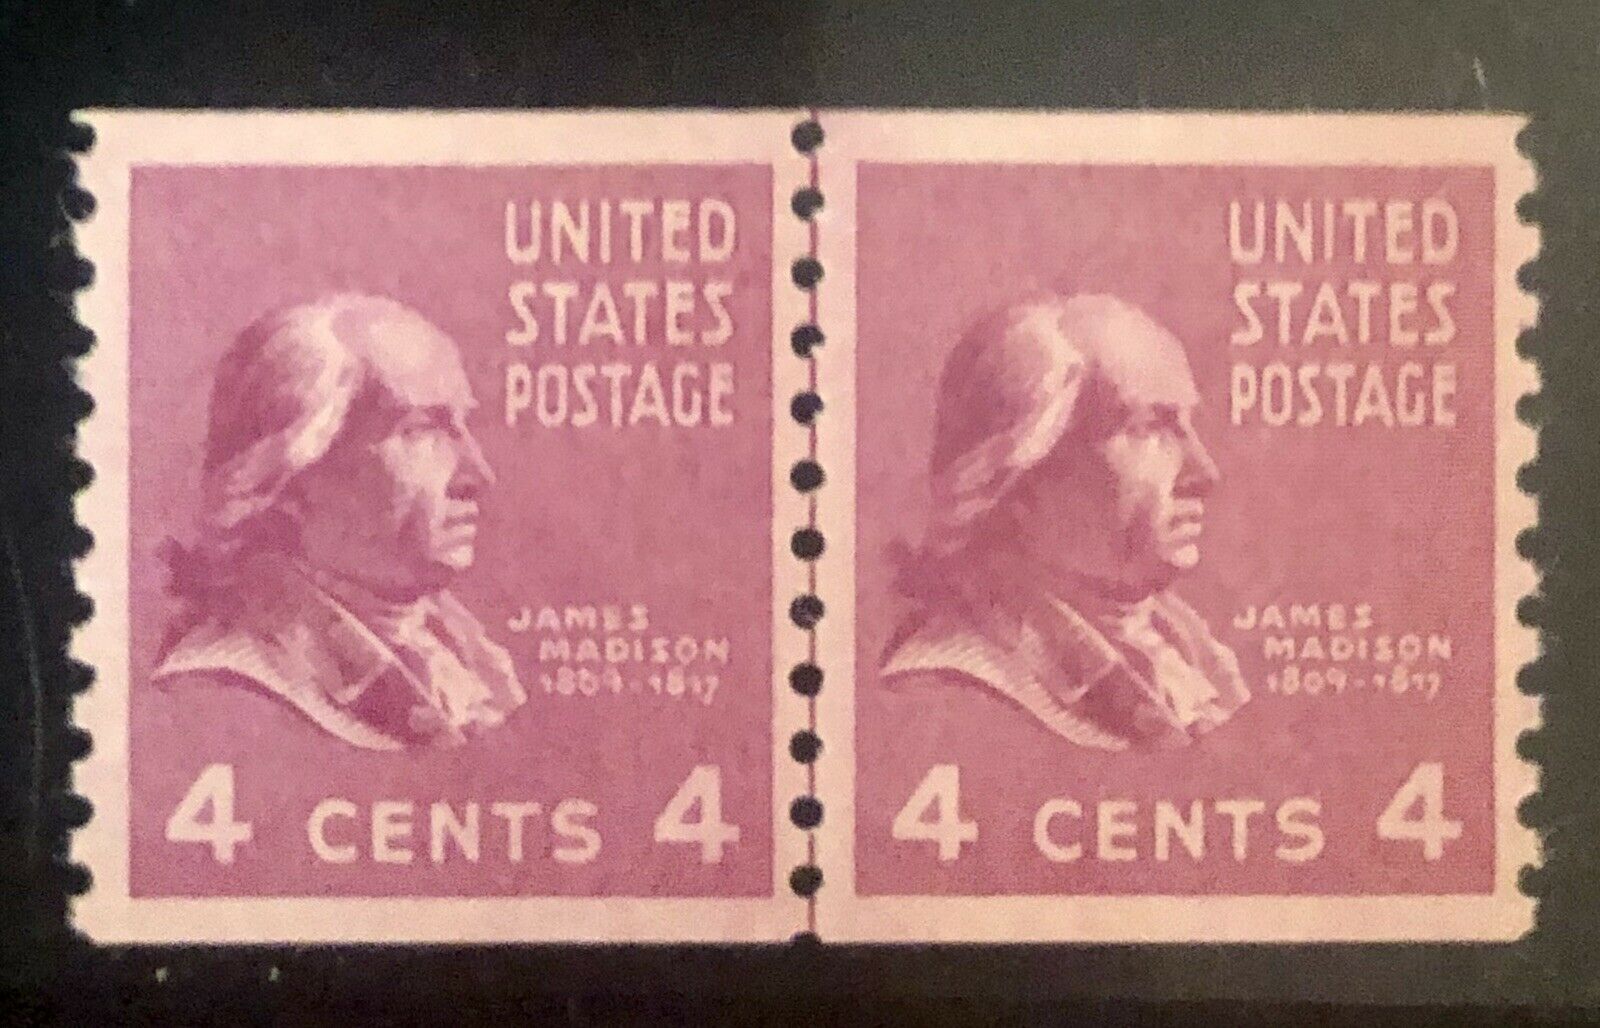 UNITED
STATES
POSTAGE
JAMES
MADISON
1809-1817
4 CENTS 4
UNITED
STATES
POSTAGE
JAMES
MADISON
1809-1817
4 CENTS 4